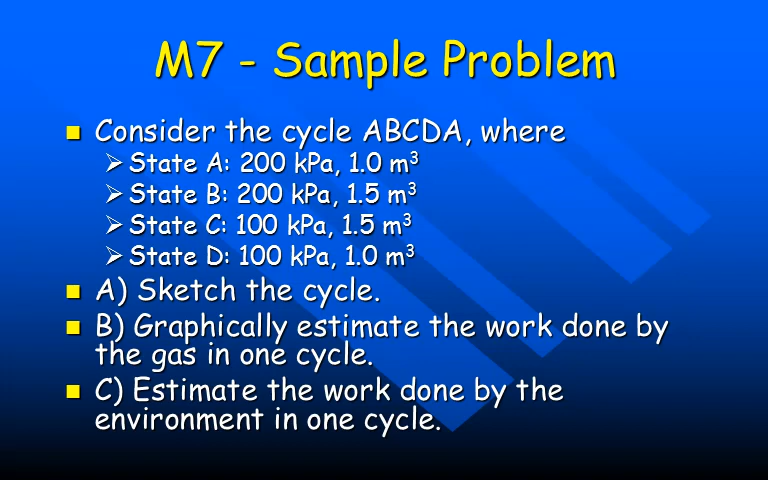 M7 - Sample Problem
Consider the cycle ABCDA, where
State A: 200 kPa, 1.0 m³
State B: 200 kPa, 1.5 m³
State C: 100 kPa, 1.5 m³
State D: 100 kPa, 1.0 m³
A) Sketch the cycle.
B) Graphically estimate the work done by
the gas in one cycle.
C) Estimate the work done by the
environment in one cycle.